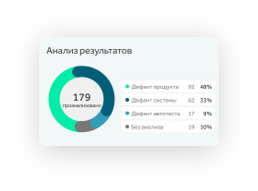 Анализ результатов
179
проанализировано
Дефект продукта 92 48%
Дефект системы 62 33%
Дефект автотеста 17 9%
Без анализа 19 10%